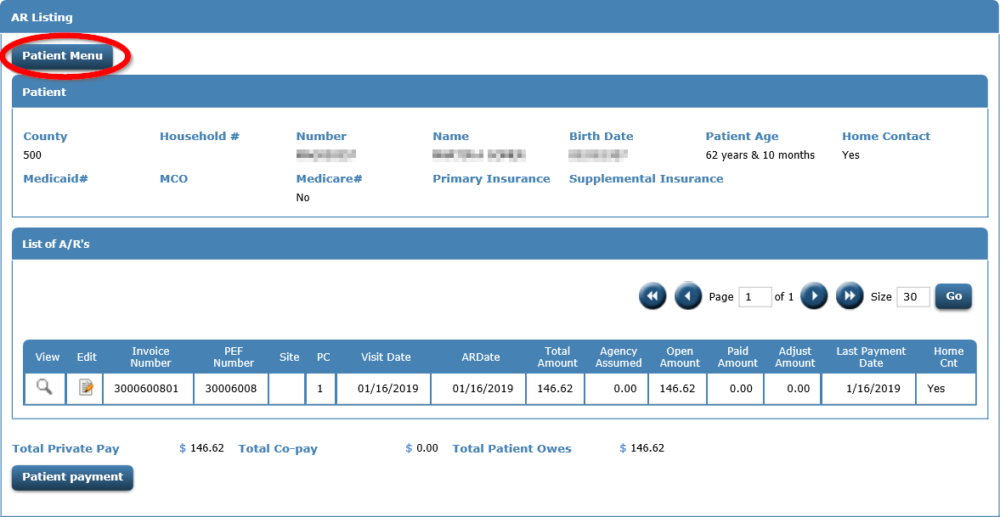 AR Listing
Patient Menu
Patient
County Household # Number Name Birth Date Patient Age Home Contact
500 62 years & 10 months Yes
Medicaid# MCO Medicare# Primary Insurance Supplemental Insurance
No
List of A/R's
Page 1 of 1 Size 30 Go
View Edit Invoice Number PEF Number Site PC Visit Date ARDate Total Amount Agency Assumed Open Amount Paid Amount Adjust Amount Last Payment Date Home Cnt
3000600801 30006008 1 01/16/2019 01/16/2019 146.62 0.00 146.62 0.00 0.00 1/16/2019 Yes
Total Private Pay $ 146.62 Total Co-pay $ 0.00 Total Patient Owes $ 146.62
Patient payment